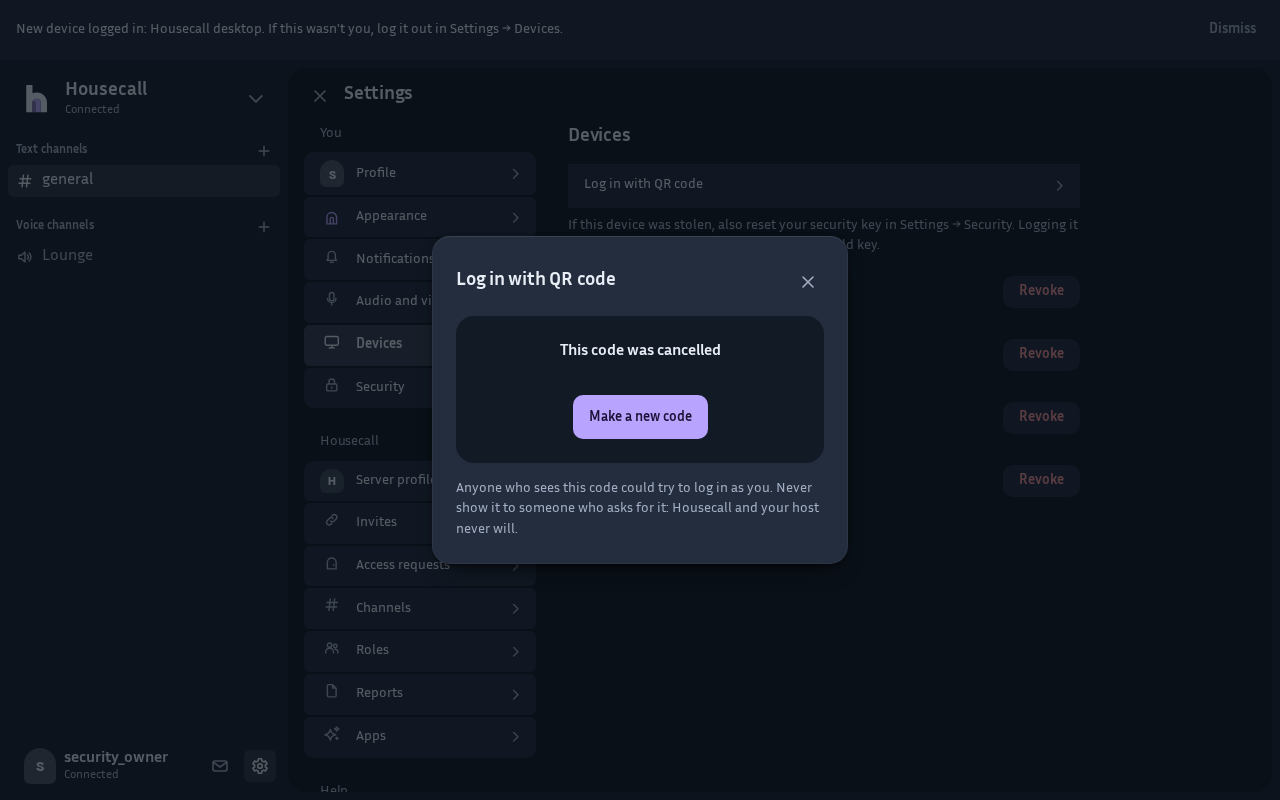 New device logged in: Housecall desktop. If this wasn't you, log it out in Settings → Devices.
Dismiss
Housecall
Connected
Text channels
general
Voice channels
Lounge
Settings
You
S
Profile
Appearance
Notifications
Audio and vi
Devices
Security
Housecall
H
Server profile
Invites
Access requests
Channels
Roles
Reports
Apps
Help
Devices
Log in with QR code
If this device was stolen, also reset your security key in Settings → Security. Logging it
ld key.
Revoke
Revoke
Revoke
Revoke
Log in with QR code
This code was cancelled
Make a new code
Anyone who sees this code could try to log in as you. Never
show it to someone who asks for it: Housecall and your host
never will.
S
security_owner
Connected